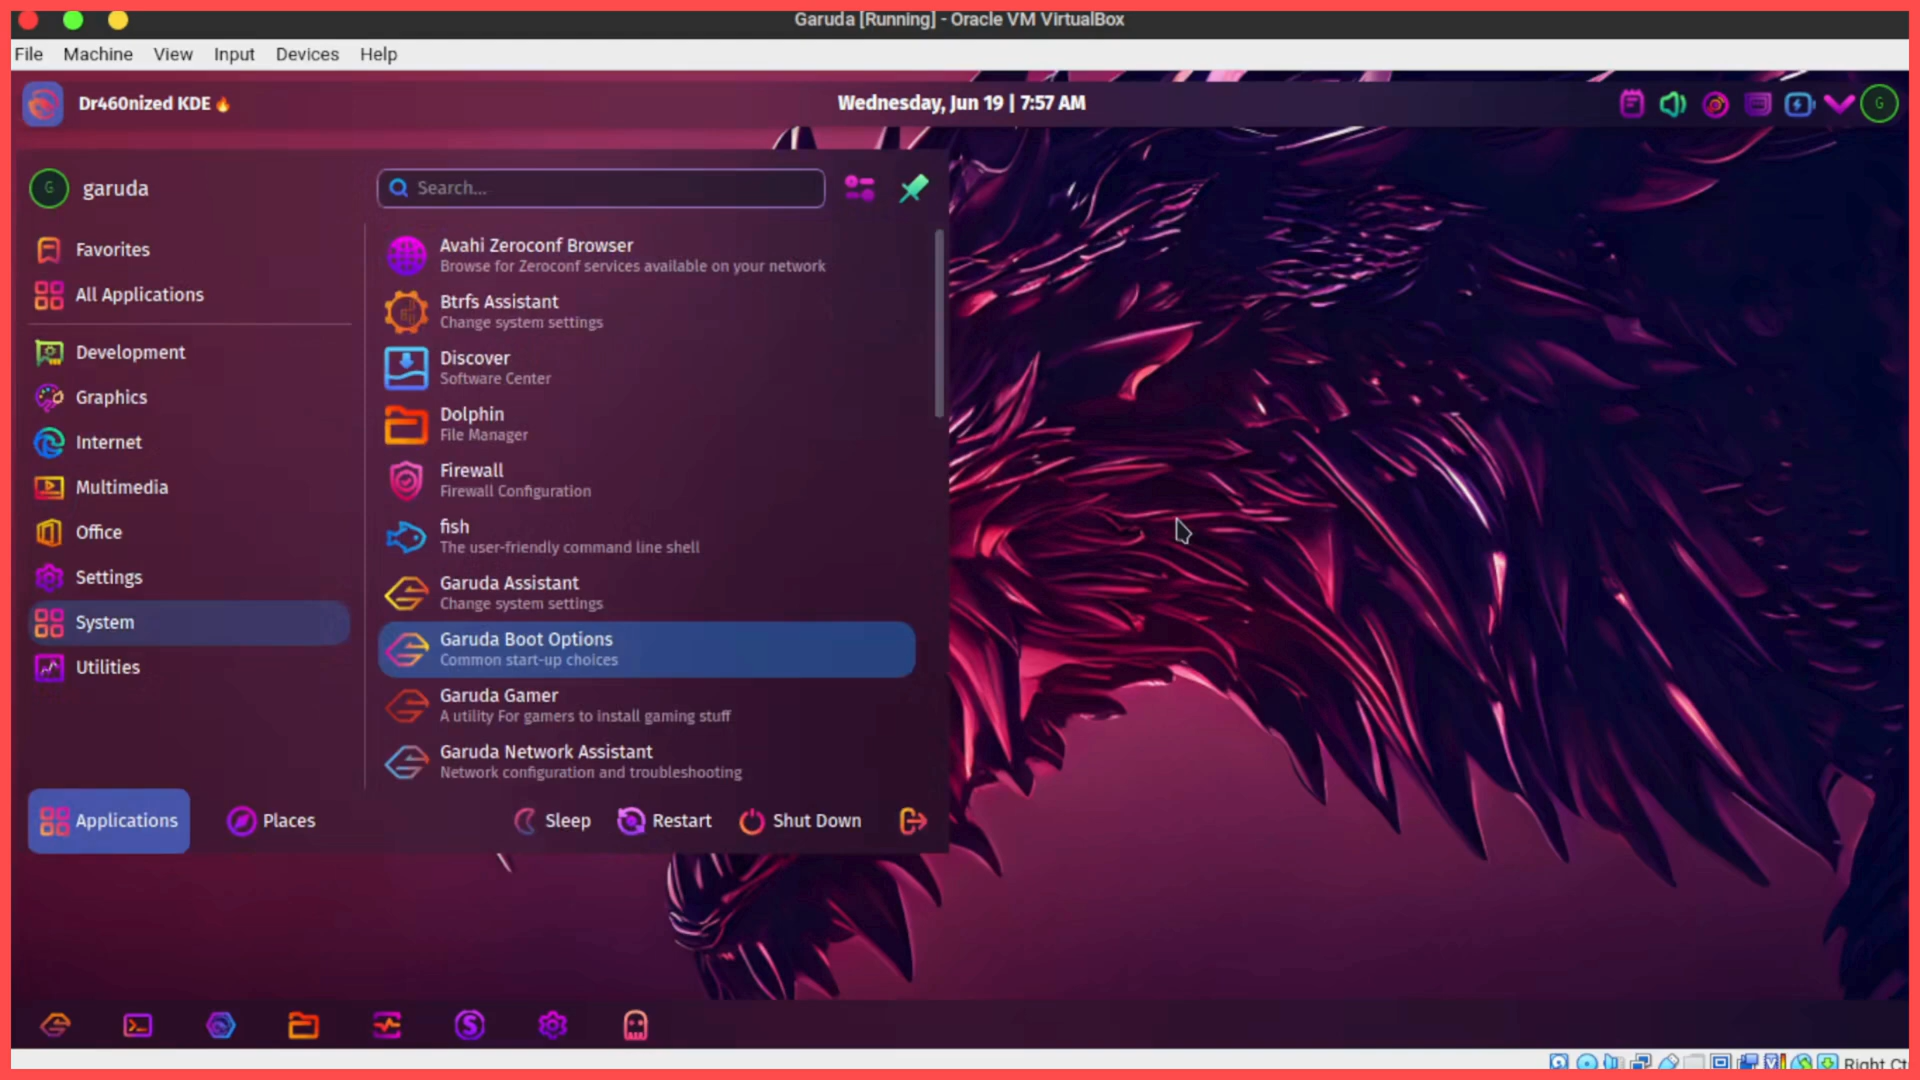 Garuda [Running] - Oracle VM VirtualBox
File Machine View Input Devices Help
Dr460nized KDE🔥
Wednesday, Jun 19 | 7:57 AM
G
G
garuda
Search...
Favorites
All Applications
Development
Graphics
Internet
Multimedia
Office
Settings
System
Utilities
Avahi Zeroconf Browser
Browse for Zeroconf services available on your network
Btrfs Assistant
Change system settings
Discover
Software Center
Dolphin
File Manager
Firewall
Firewall Configuration
fish
The user-friendly command line shell
Garuda Assistant
Change system settings
Garuda Boot Options
Common start-up choices
Garuda Gamer
A utility For gamers to install gaming stuff
Garuda Network Assistant
Network configuration and troubleshooting
Applications
Places
Sleep
Restart
Shut Down
Right Ct